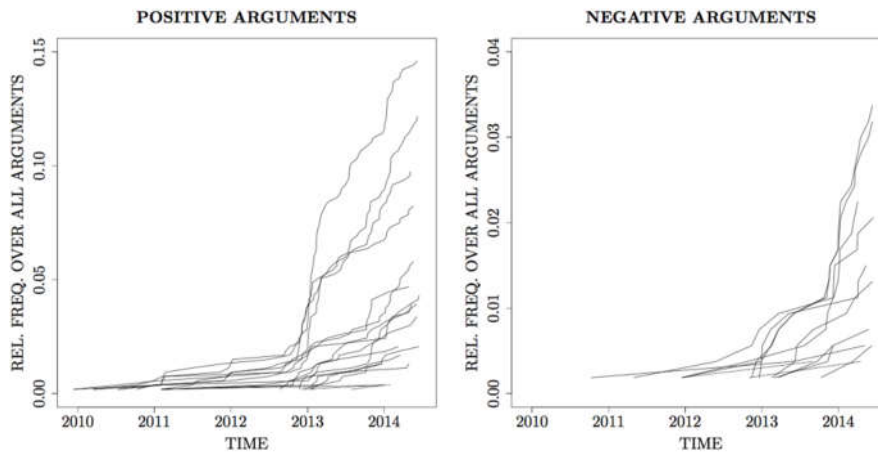 POSITIVE ARGUMENTS
REL. FREQ. OVER ALL ARGUMENTS
0.15
0.10
0.05
0.00
2010 2011 2012 2013 2014
TIME
NEGATIVE ARGUMENTS
REL. FREQ. OVER ALL ARGUMENTS
0.04
0.03
0.02
0.01
0.00
2010 2011 2012 2013 2014
TIME